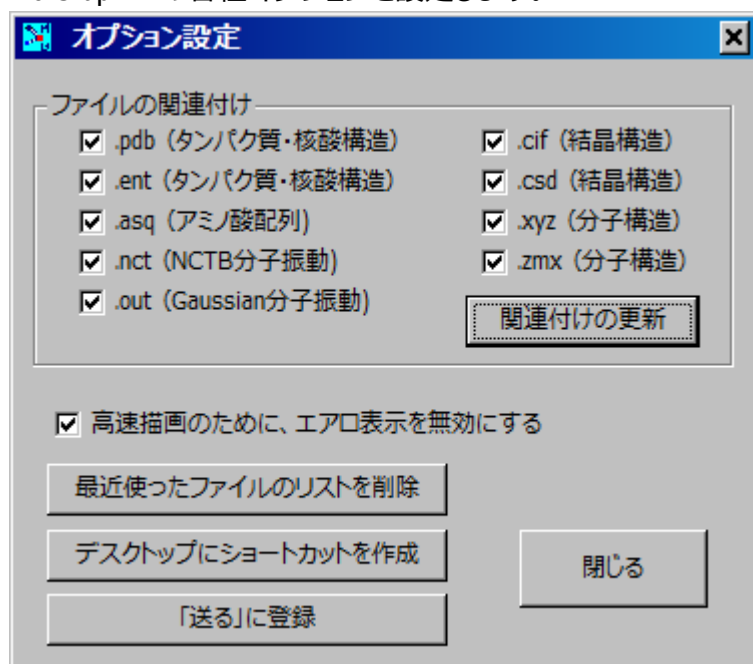 オプション設定
ファイルの関連付け
.pdb (タンパク質・核酸構造)
.ent (タンパク質・核酸構造)
.asq (アミノ酸配列)
.nct (NCTB分子振動)
.out (Gaussian分子振動)
.cif (結晶構造)
.csd (結晶構造)
.xyz (分子構造)
.zmx (分子構造)
関連付けの更新
高速描画のために、エアロ表示を無効にする
最近使ったファイルのリストを削除
デスクトップにショートカットを作成
「送る」に登録
閉じる